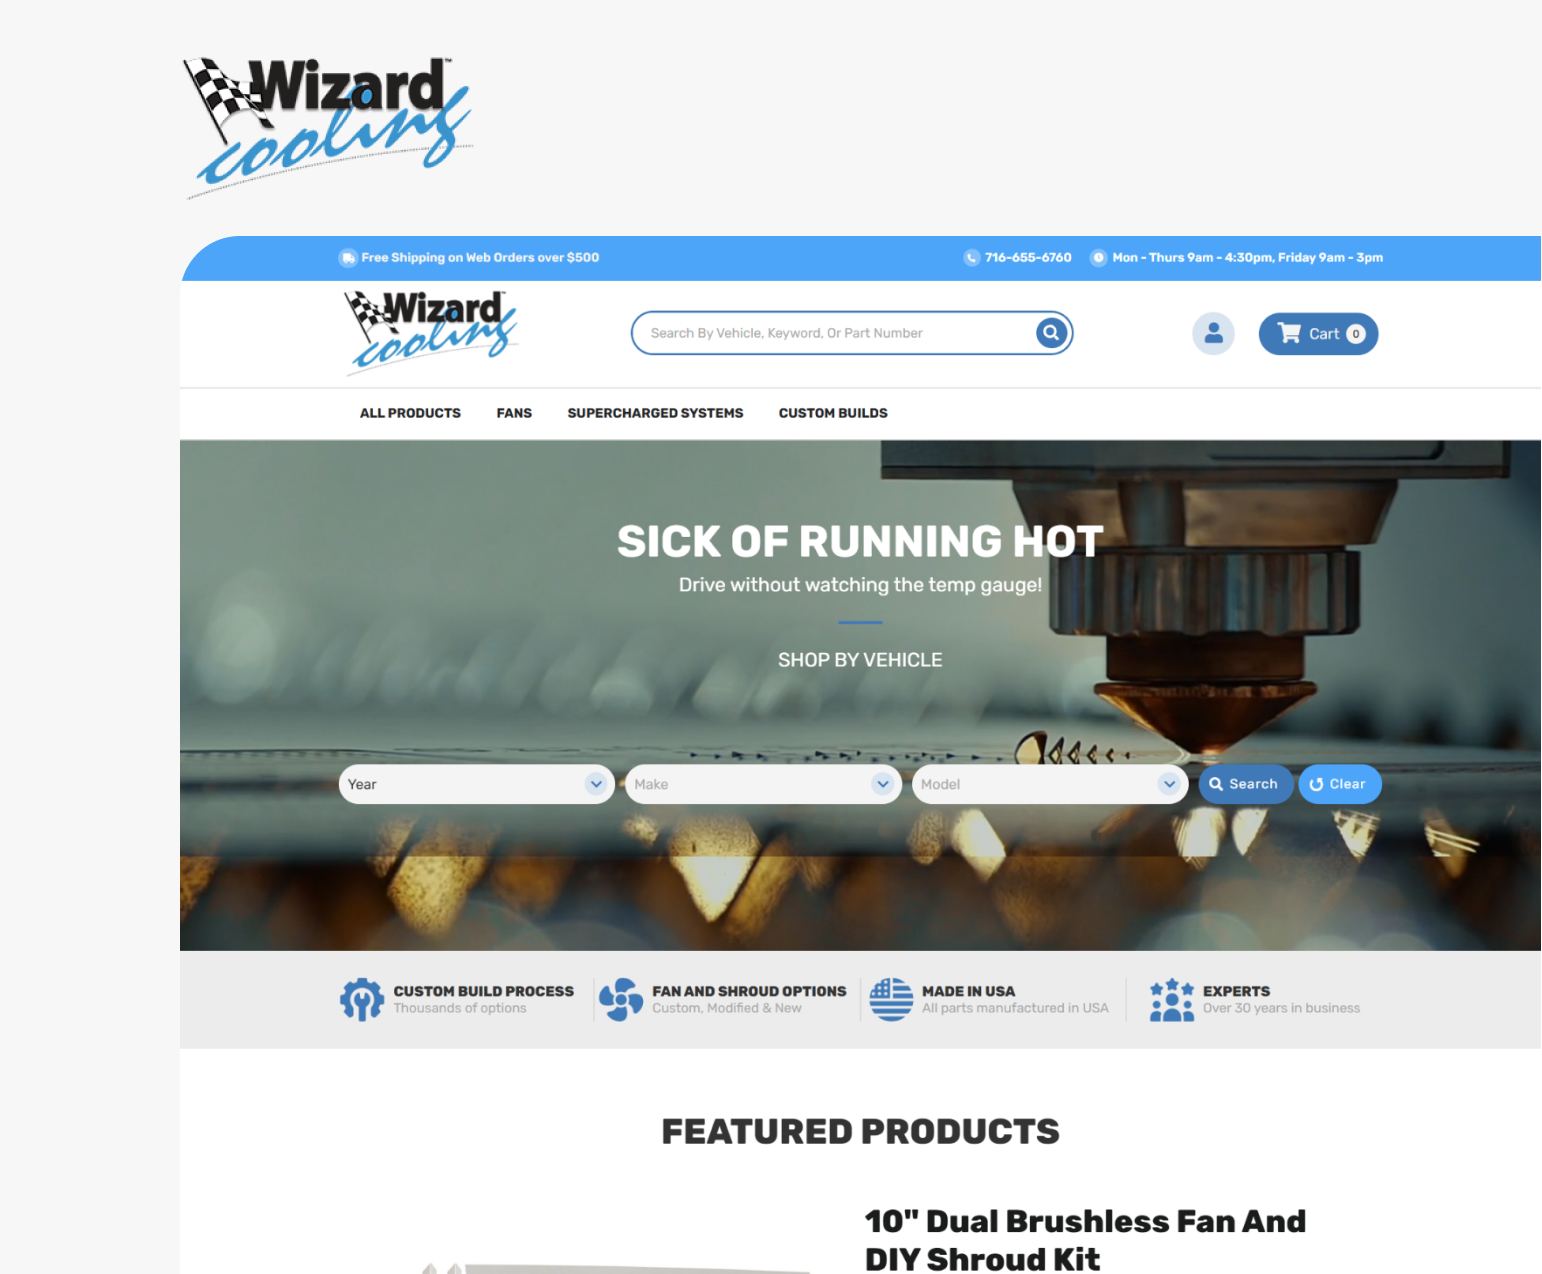 Wizard™
cooling
Free Shipping on Web Orders over $500
716-655-6760
Mon - Thurs 9am - 4:30pm, Friday 9am - 3pm
Wizard™
cooling
Search By Vehicle, Keyword, Or Part Number
Cart 0
ALL PRODUCTS FANS SUPERCHARGED SYSTEMS CUSTOM BUILDS
SICK OF RUNNING HOT
Drive without watching the temp gauge!
SHOP BY VEHICLE
Year Make Model Search Clear
CUSTOM BUILD PROCESS
Thousands of options
FAN AND SHROUD OPTIONS
Custom, Modified & New
MADE IN USA
All parts manufactured in USA
EXPERTS
Over 30 years in business
FEATURED PRODUCTS
10" Dual Brushless Fan And
DIY Shroud Kit